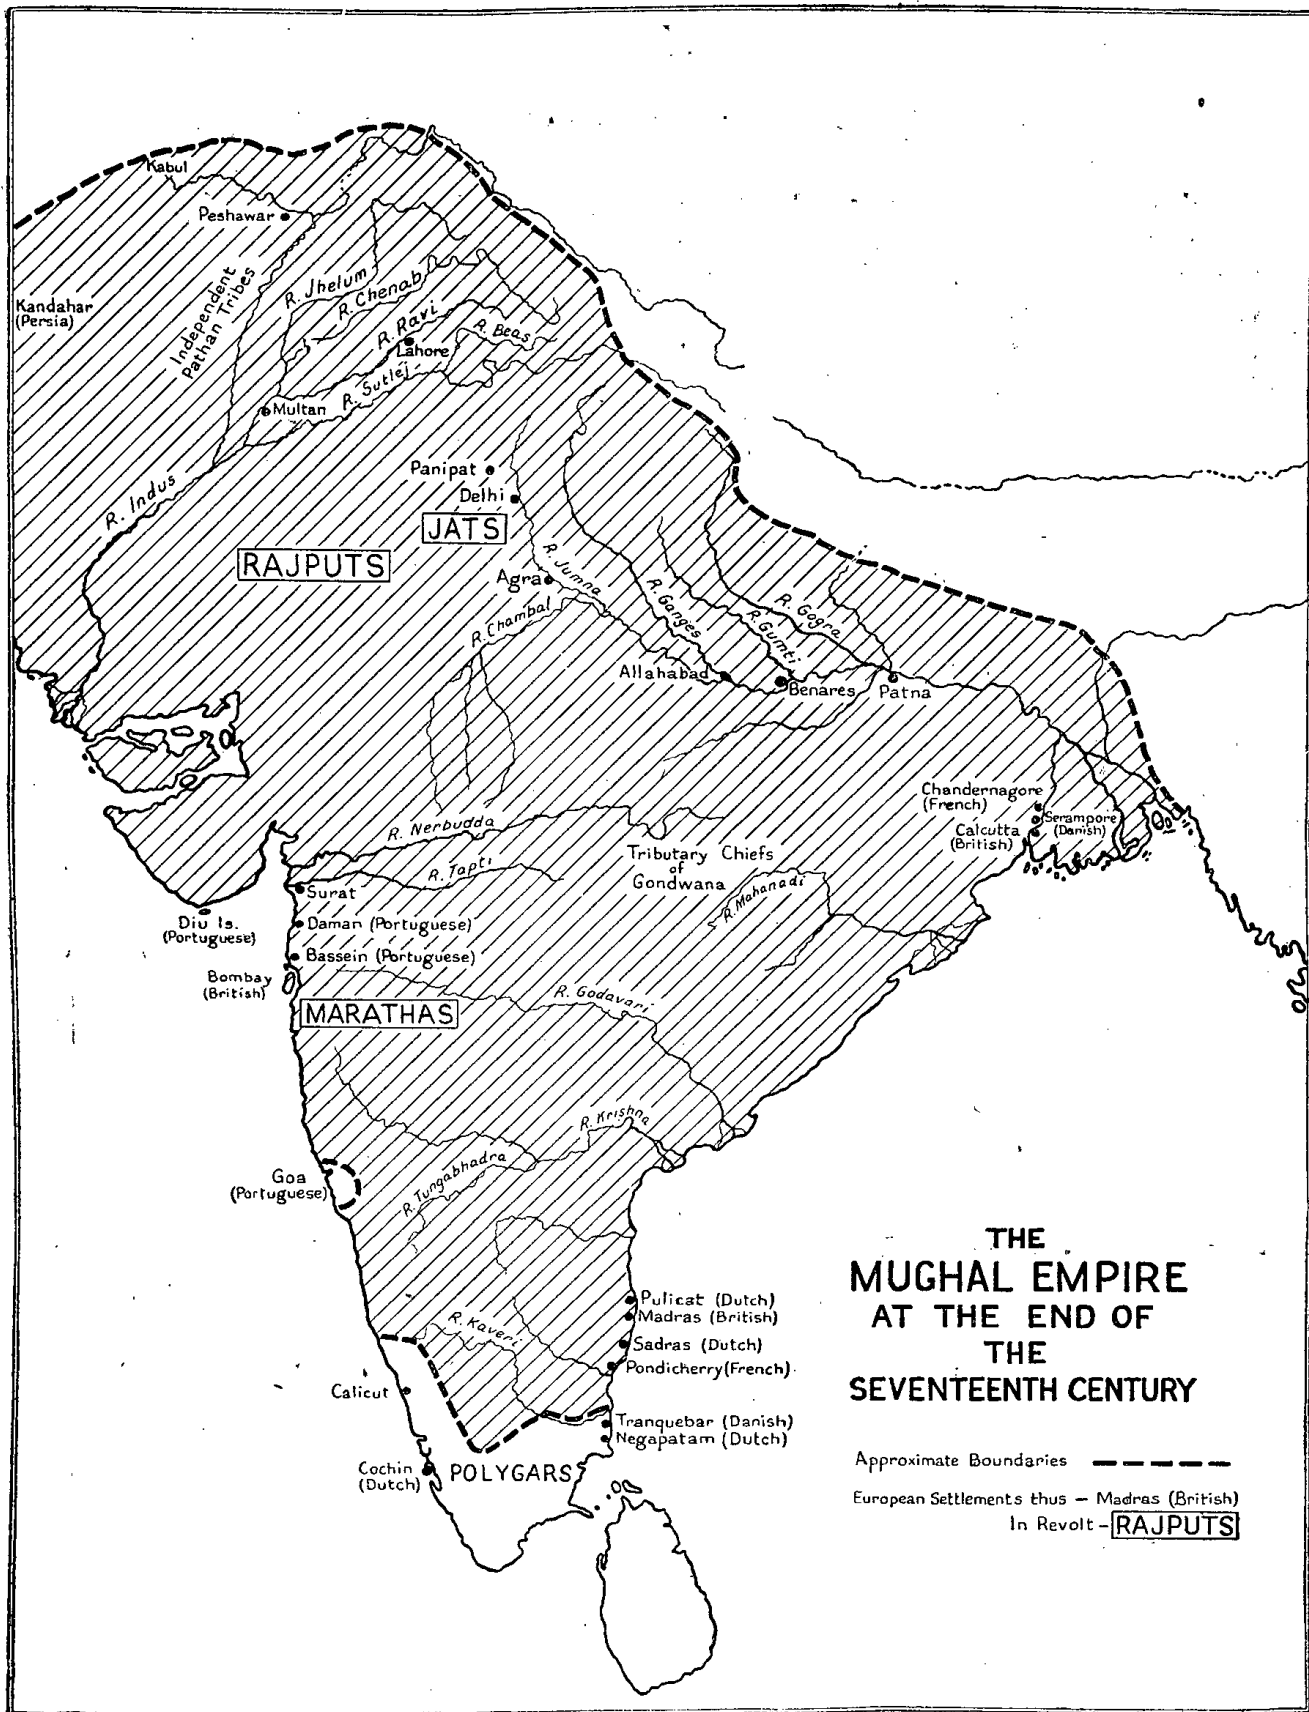 Kabul
Peshawar
Kandahar
(Persia)
Independent
Pathan Tribes
R. Jhelum
R. Chenab
R. Ravi
Lahore
R. Beas
R. Sutlej
Multan
R. Indus
Panipat
Delhi
JATS
RAJPUTS
Agra
R. Jumna
R. Chambal
R. Ganges
R. Gumti
R. Gogra
Allahabad
Benares
Patna
Chandernagore
(French)
Serampore
(Danish)
Calcutta
(British)
R. Nerbudda
R. Tapti
Tributary Chiefs
of
Gondwana
R. Mahanadi
Surat
Diu Is.
(Portuguese)
Daman (Portuguese)
Bassein (Portuguese)
Bombay
(British)
MARATHAS
R. Godavari
R. Krishna
R. Tungabhadra
Goa
(Portuguese)
Pulicat (Dutch)
Madras (British)
R. Kaveri
Sadras (Dutch)
Pondicherry (French)
Calicut
Tranquebar (Danish)
Negapatam (Dutch)
Cochin
(Dutch)
POLYGARS
THE
MUGHAL EMPIRE
AT THE END OF
THE
SEVENTEENTH CENTURY
Approximate Boundaries
European Settlements thus – Madras (British)
In Revolt – RAJPUTS